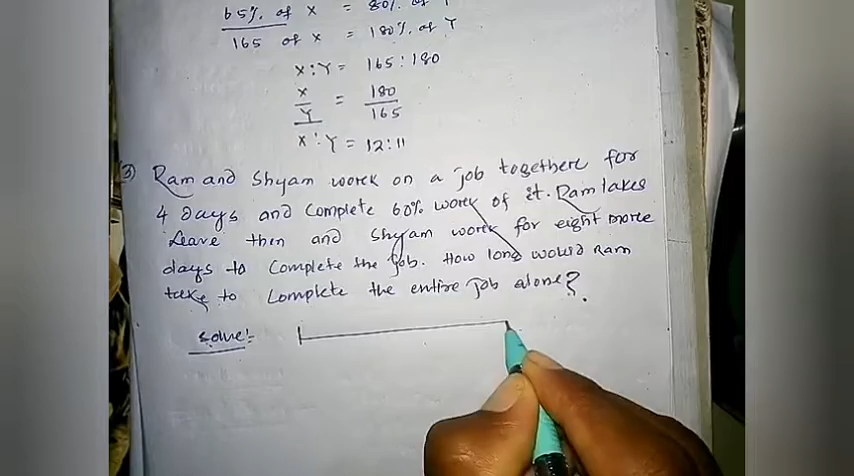 65% of X = 80% of Y
165 of X = 180% of Y
X:Y = 165:180
X/Y = 180/165
X:Y = 12:11
3) Ram and Shyam work on a job togethere for
4 days and complete 60% work of it. Ram takes
Leave then and Shyam work for eight more
days to complete the job. How long would Ram
take to complete the entire job alone?
Solve:-